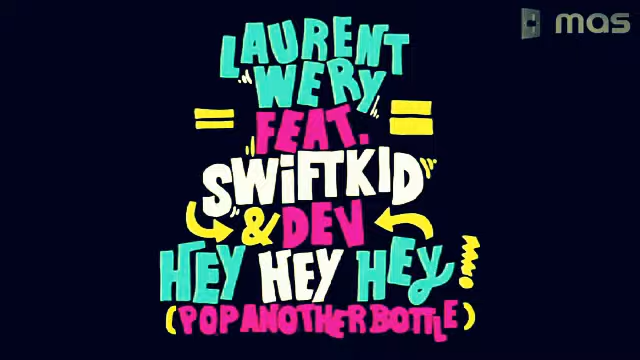 mas
LAURENT
WERY
FEAT.
SWiFTKID
& DEV
HEY HEY HEY!
(POP ANOTHER BOTTLE)